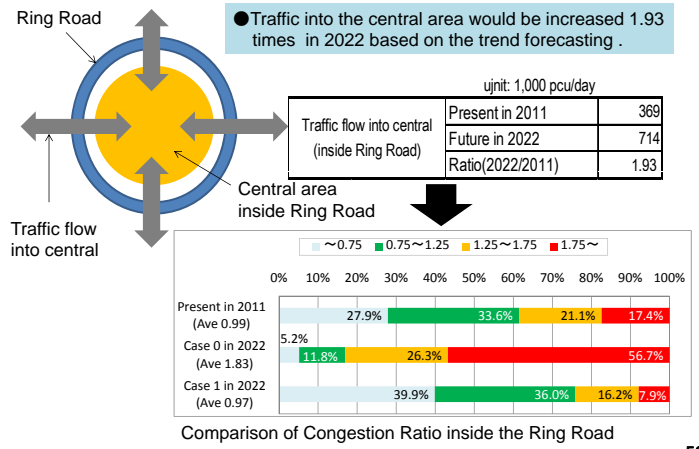 Ring Road
●Traffic into the central area would be increased 1.93
times in 2022 based on the trend forecasting .
ujnit: 1,000 pcu/day
Traffic flow into central
(inside Ring Road)
Present in 2011 369
Future in 2022 714
Ratio(2022/2011) 1.93
Central area
inside Ring Road
Traffic flow
into central
~0.75 0.75~1.25 1.25~1.75 1.75~
0% 10% 20% 30% 40% 50% 60% 70% 80% 90% 100%
Present in 2011
(Ave 0.99)
27.9% 33.6% 21.1% 17.4%
Case 0 in 2022
(Ave 1.83)
5.2% 11.8% 26.3% 56.7%
Case 1 in 2022
(Ave 0.97)
39.9% 36.0% 16.2% 7.9%
Comparison of Congestion Ratio inside the Ring Road